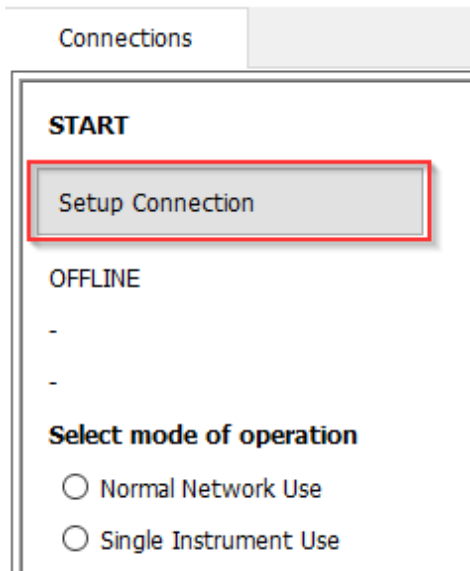 Connections
START
Setup Connection
OFFLINE
-
-
Select mode of operation
Normal Network Use
Single Instrument Use